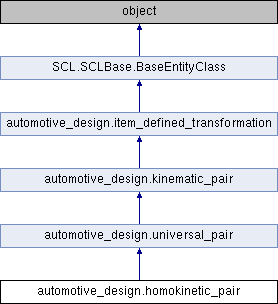 object
SCL.SCLBase.BaseEntityClass
automotive_design.item_defined_transformation
automotive_design.kinematic_pair
automotive_design.universal_pair
automotive_design.homokinetic_pair